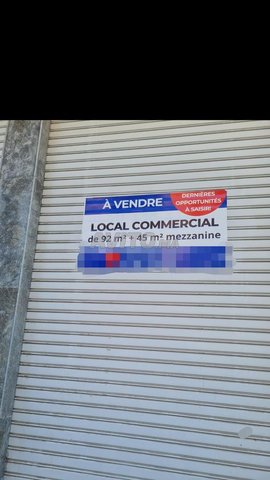 À VENDRE
DERNIÈRES
OPPORTUNITÉS
À SAISIR!
LOCAL COMMERCIAL
de 92 m² + 45 m² mezzanine